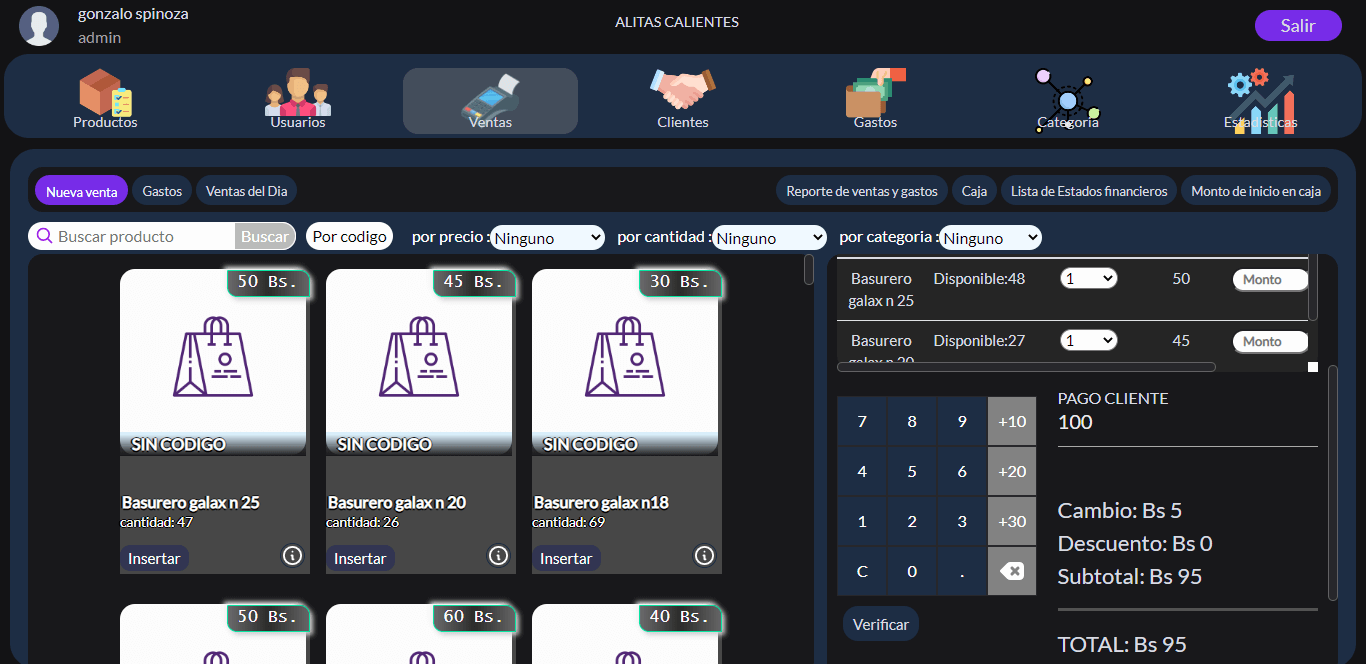 gonzalo spinoza
admin
ALITAS CALIENTES
Salir
Productos
Usuarios
Ventas
Clientes
Gastos
Categoria
Estadisticas
Nueva venta
Gastos
Ventas del Dia
Reporte de ventas y gastos
Caja
Lista de Estados financieros
Monto de inicio en caja
Buscar producto
Buscar
Por codigo
por precio : Ninguno
por cantidad : Ninguno
por categoria : Ninguno
50 Bs.
SIN CODIGO
Basurero galax n 25
cantidad: 47
Insertar
45 Bs.
SIN CODIGO
Basurero galax n 20
cantidad: 26
Insertar
30 Bs.
SIN CODIGO
Basurero galax n18
cantidad: 69
Insertar
50 Bs.
60 Bs.
40 Bs.
Basurero
galax n 25
Disponible:48
1
50
Monto
Basurero
galax n 20
Disponible:27
1
45
Monto
7 8 9 +10
4 5 6 +20
1 2 3 +30
C 0 .
Verificar
PAGO CLIENTE
100
Cambio: Bs 5
Descuento: Bs 0
Subtotal: Bs 95
TOTAL: Bs 95